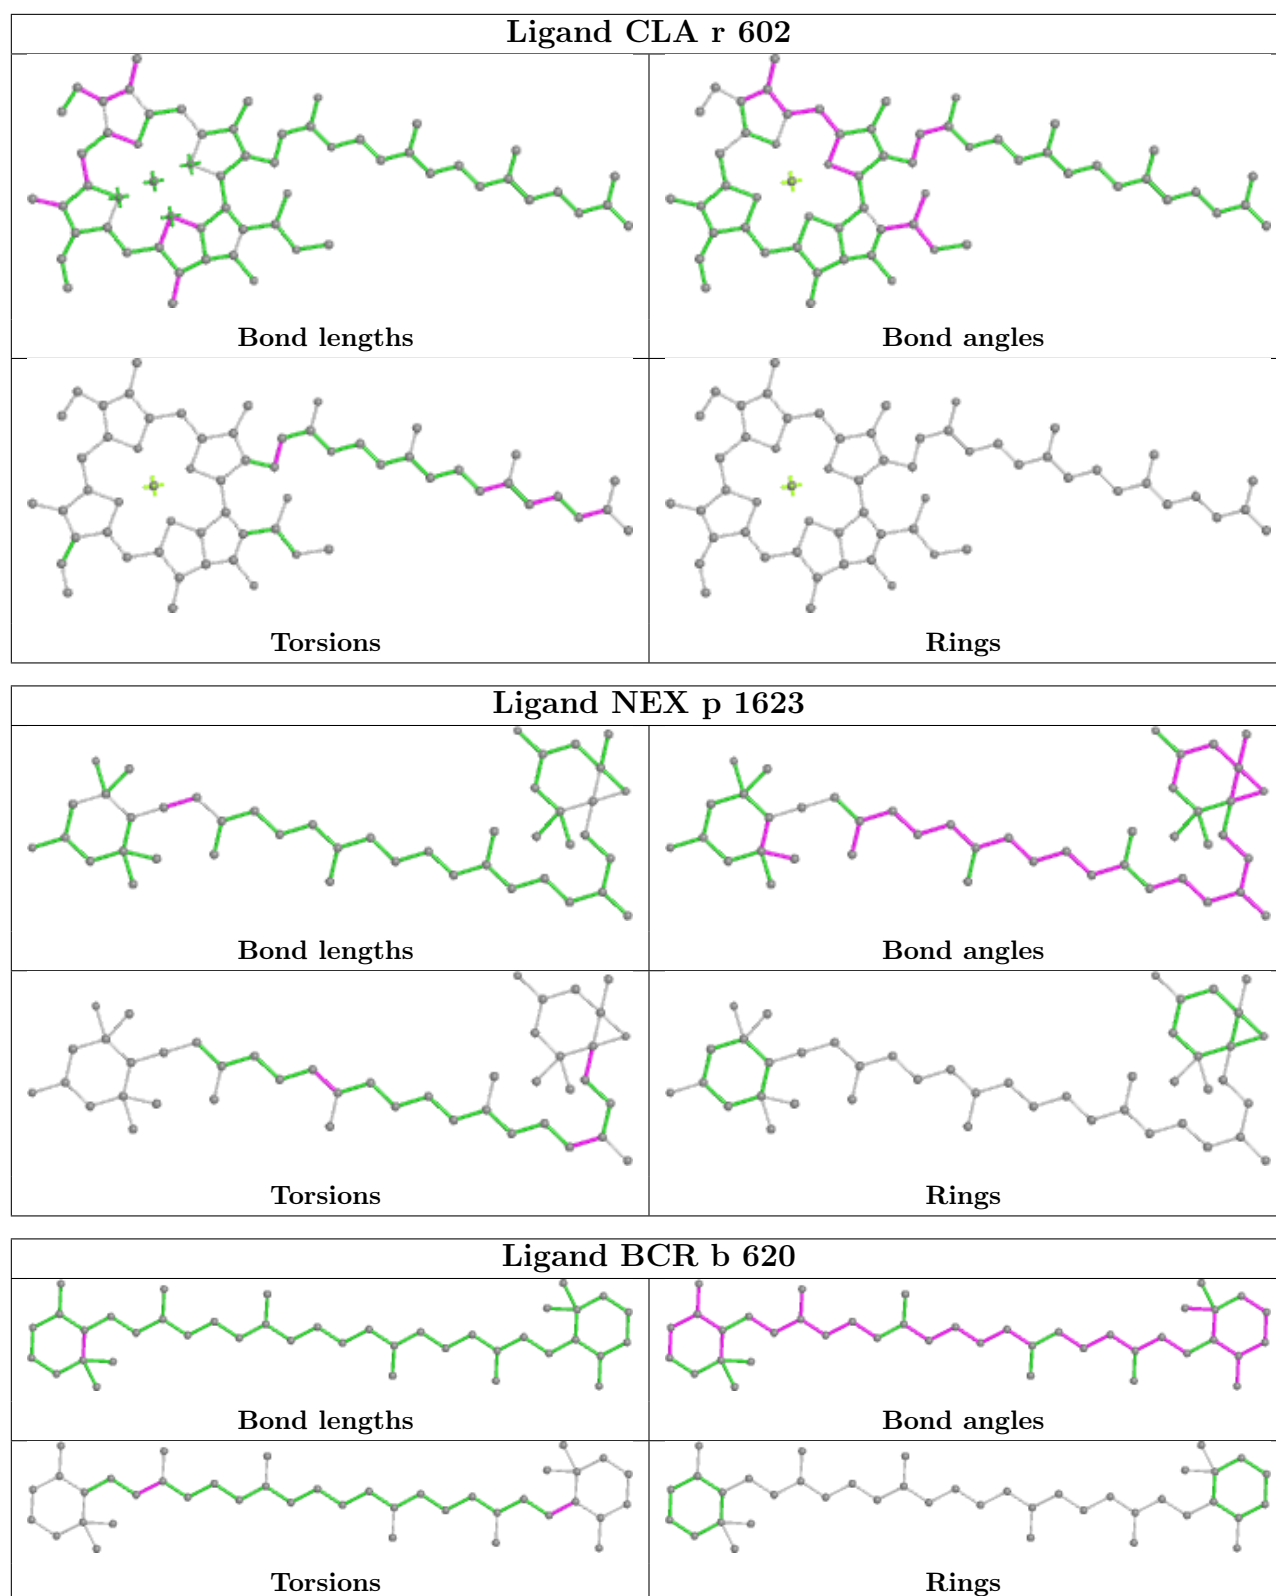 Ligand CLA r 602
Bond lengths
Bond angles
Torsions
Rings
Ligand NEX p 1623
Bond lengths
Bond angles
Torsions
Rings
Ligand BCR b 620
Bond lengths
Bond angles
Torsions
Rings